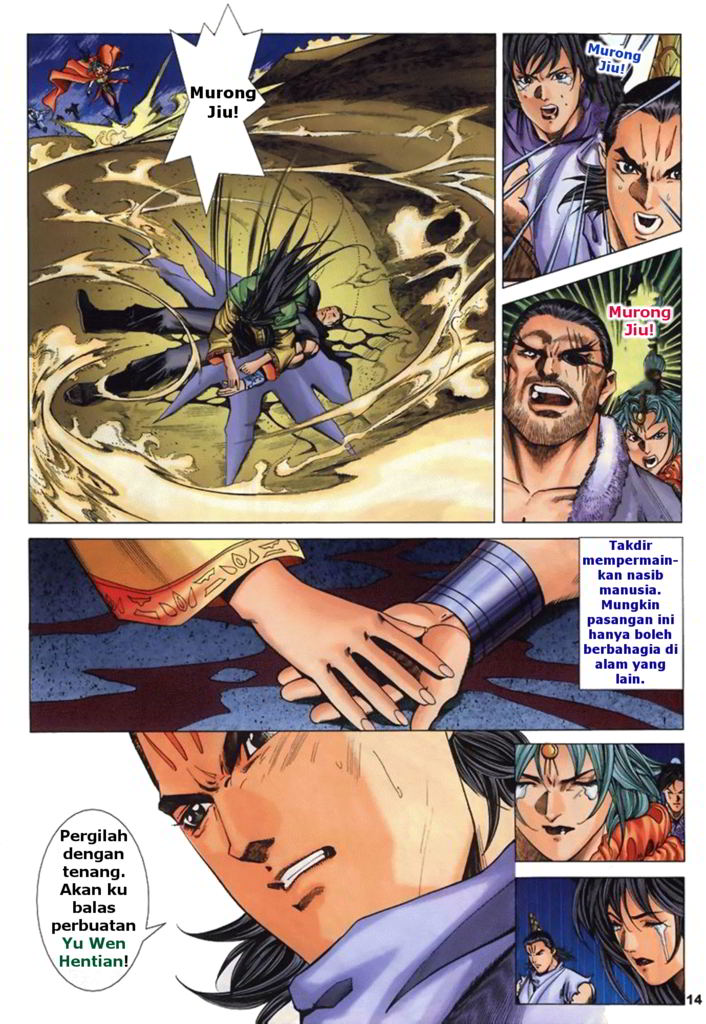 Murong
Jiu!
Murong
Jiu!
Murong
Jiu!
Takdir
mempermain-
kan nasib
manusia.
Mungkin
pasangan ini
hanya boleh
berbahagia di
alam yang
lain.
Pergilah
dengan
tenang.
Akan ku
balas
perbuatan
Yu Wen
Hentian!
14